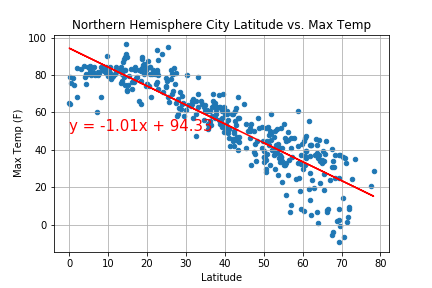 Northern Hemisphere City Latitude vs. Max Temp
100
80
60
40
20
0
Max Temp (F)
y = -1.01x + 94.33
0 10 20 30 40 50 60 70 80
Latitude